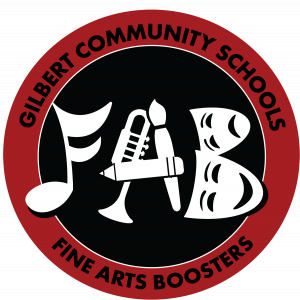 GILBERT COMMUNITY SCHOOLS
FAB
FINE ARTS BOOSTERS